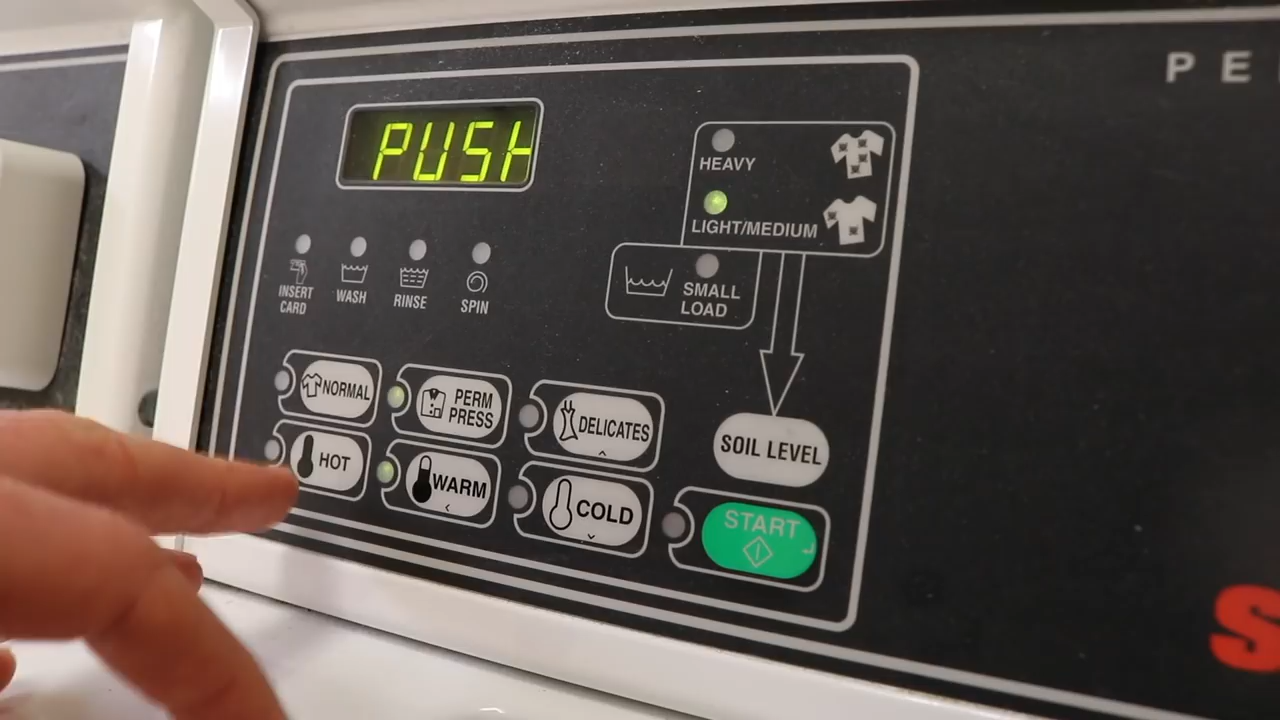 PE
PUSH
HEAVY
LIGHT/MEDIUM
SMALL
LOAD
INSERT
CARD
WASH
RINSE
SPIN
NORMAL
PERM
PRESS
DELICATES
SOIL LEVEL
HOT
WARM
COLD
START
S